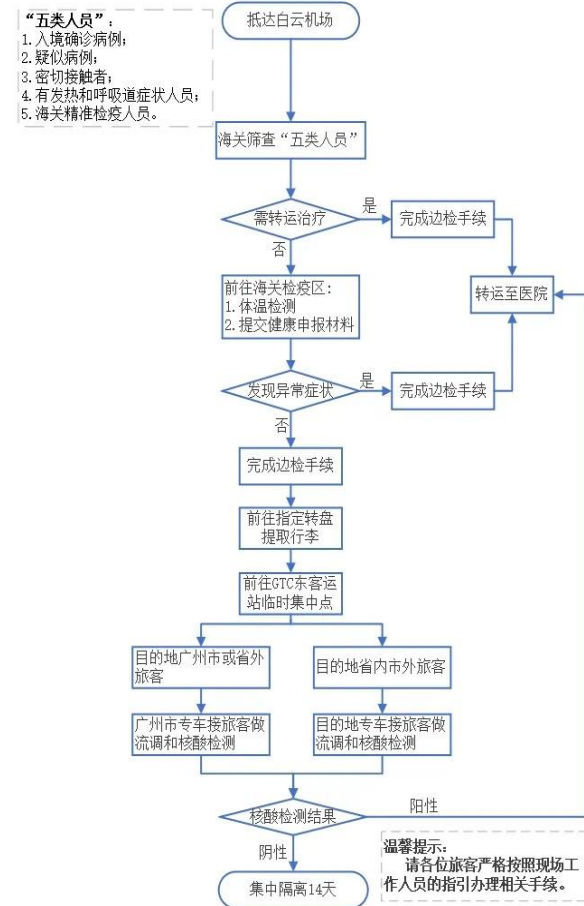 “五类人员”：
1.入境确诊病例；
2.疑似病例；
3.密切接触者；
4.有发热和呼吸道症状人员；
5.海关精准检疫人员。
抵达白云机场
海关筛查“五类人员”
需转运治疗
是
完成边检手续
否
转运至医院
前往海关检疫区：
1.体温检测
2.提交健康申报材料
发现异常症状
是
完成边检手续
否
完成边检手续
前往指定转盘
提取行李
前往GTC东客运
站临时集中点
目的地广州市或省外
旅客
目的地省内市外旅客
广州市专车接旅客做
流调和核酸检测
目的地专车接旅客做
流调和核酸检测
核酸检测结果
阳性
阴性
集中隔离14天
温馨提示：
请各位旅客严格按照现场工
作人员的指引办理相关手续。